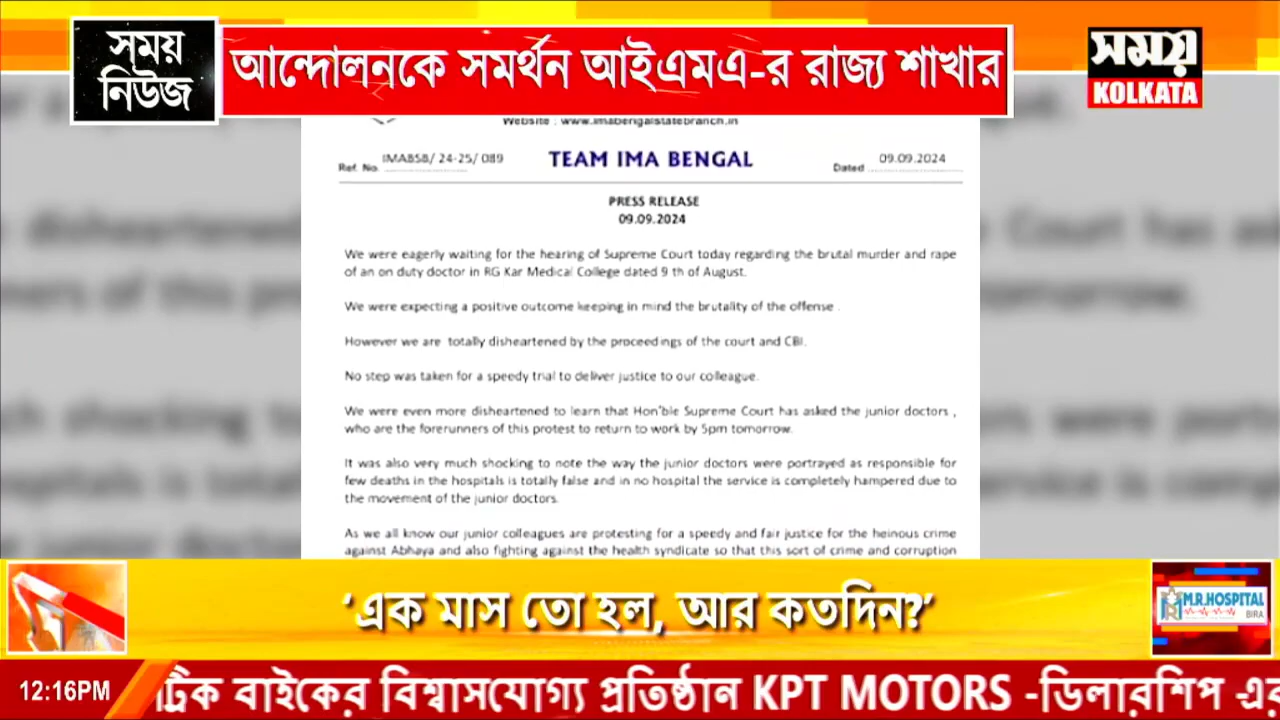 সময়
নিউজ
আন্দোলনকে সমর্থন আইএমএ-র রাজ্য শাখার
সময়
KOLKATA
Website : www.imabengalstatebranch.in
Ref. No. IMABSB/ 24-25/ 089
TEAM IMA BENGAL
Dated 09.09.2024
PRESS RELEASE
09.09.2024
We were eagerly waiting for the hearing of Supreme Court today regarding the brutal murder and rape
of an on duty doctor in RG Kar Medical College dated 9 th of August.
We were expecting a positive outcome keeping in mind the brutality of the offense .
However we are totally disheartened by the proceedings of the court and CBI.
No step was taken for a speedy trial to deliver justice to our colleague.
We were even more disheartened to learn that Hon'ble Supreme Court has asked the junior doctors ,
who are the forerunners of this protest to return to work by 5pm tomorrow.
It was also very much shocking to note the way the junior doctors were portrayed as responsible for
few deaths in the hospitals is totally false and in no hospital the service is completely hampered due to
the movement of the junior doctors.
As we all know our junior colleagues are protesting for a speedy and fair justice for the heinous crime
against Abhaya and also fighting against the health syndicate so that this sort of crime and corruption
'এক মাস তো হল, আর কতদিন?'
M.R.HOSPITAL
BIRA
12:16PM
ট্রিক বাইকের বিশ্বাসযোগ্য প্রতিষ্ঠান KPT MOTORS -ডিলারশিপ -এর